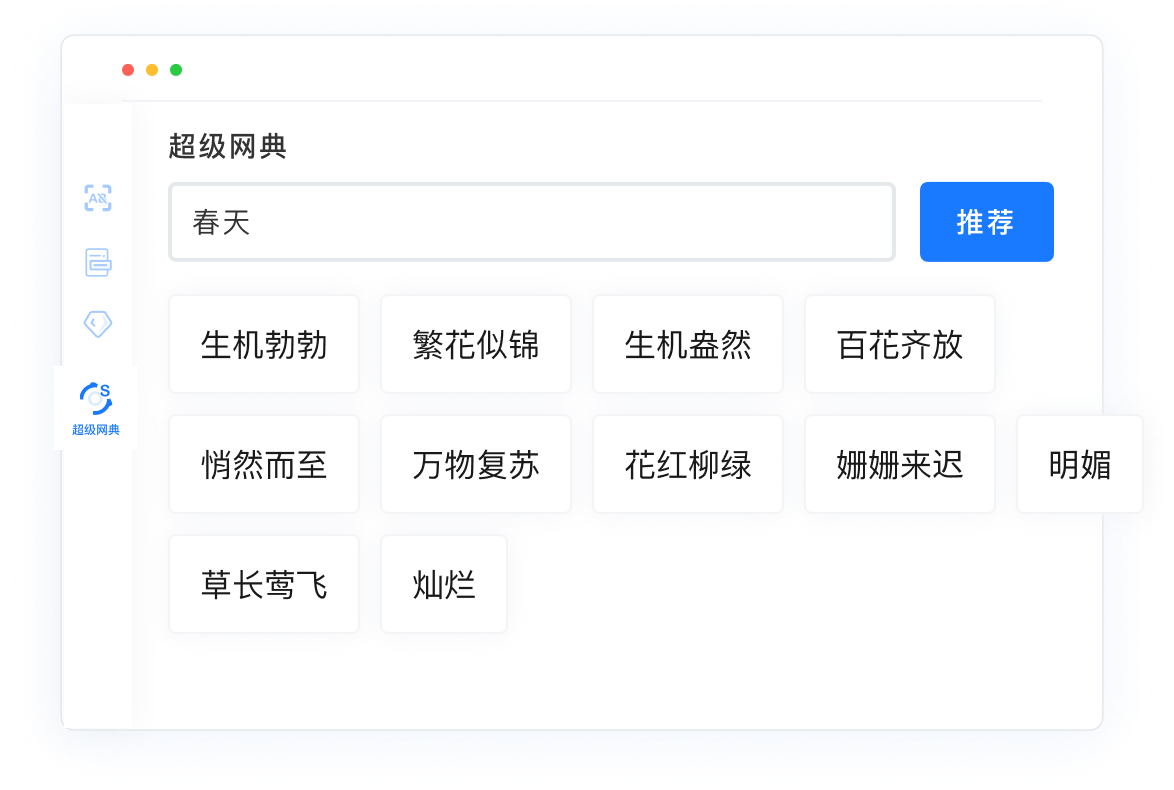 超级网典
春天 推荐
AB
生机勃勃 繁花似锦 生机盎然 百花齐放
S
超级网典
悄然而至 万物复苏 花红柳绿 姗姗来迟 明媚
草长莺飞 灿烂